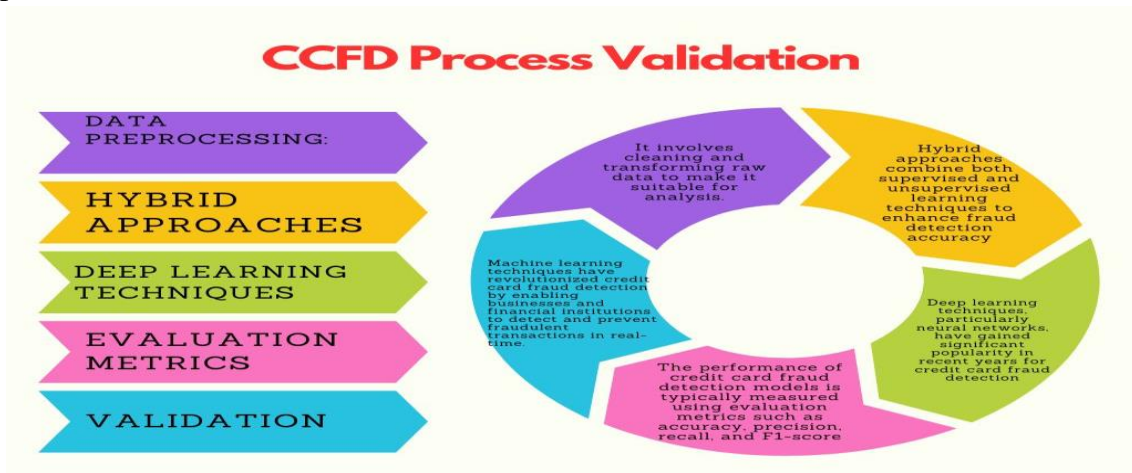 CCFD Process Validation
DATA
PREPROCESSING:
HYBRID
APPROACHES
DEEP LEARNING
TECHNIQUES
EVALUATION
METRICS
VALIDATION
It involves
cleaning and
transforming raw
data to make it
suitable for
analysis.
Hybrid
approaches
combine both
supervised and
unsupervised
learning
techniques to
enhance fraud
detection
accuracy
Deep learning
techniques,
particularly
neural networks,
have gained
significant
popularity in
recent years for
credit card fraud
detection
The performance of
credit card fraud
detection models is
typically measured
using evaluation
metrics such as
accuracy, precision,
recall, and F1-score
Machine learning
techniques have
revolutionized credit
card fraud detection
by enabling
businesses and
financial institutions
to detect and prevent
fraudulent
transactions in real-
time.